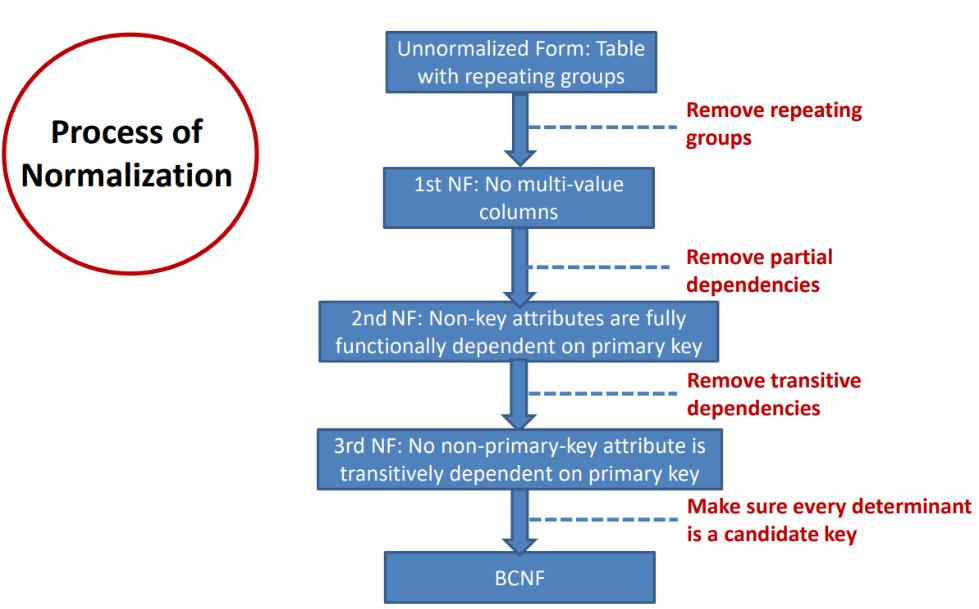 Process of
Normalization
Unnormalized Form: Table
with repeating groups
Remove repeating
groups
1st NF: No multi-value
columns
Remove partial
dependencies
2nd NF: Non-key attributes are fully
functionally dependent on primary key
Remove transitive
dependencies
3rd NF: No non-primary-key attribute is
transitively dependent on primary key
Make sure every determinant
is a candidate key
BCNF